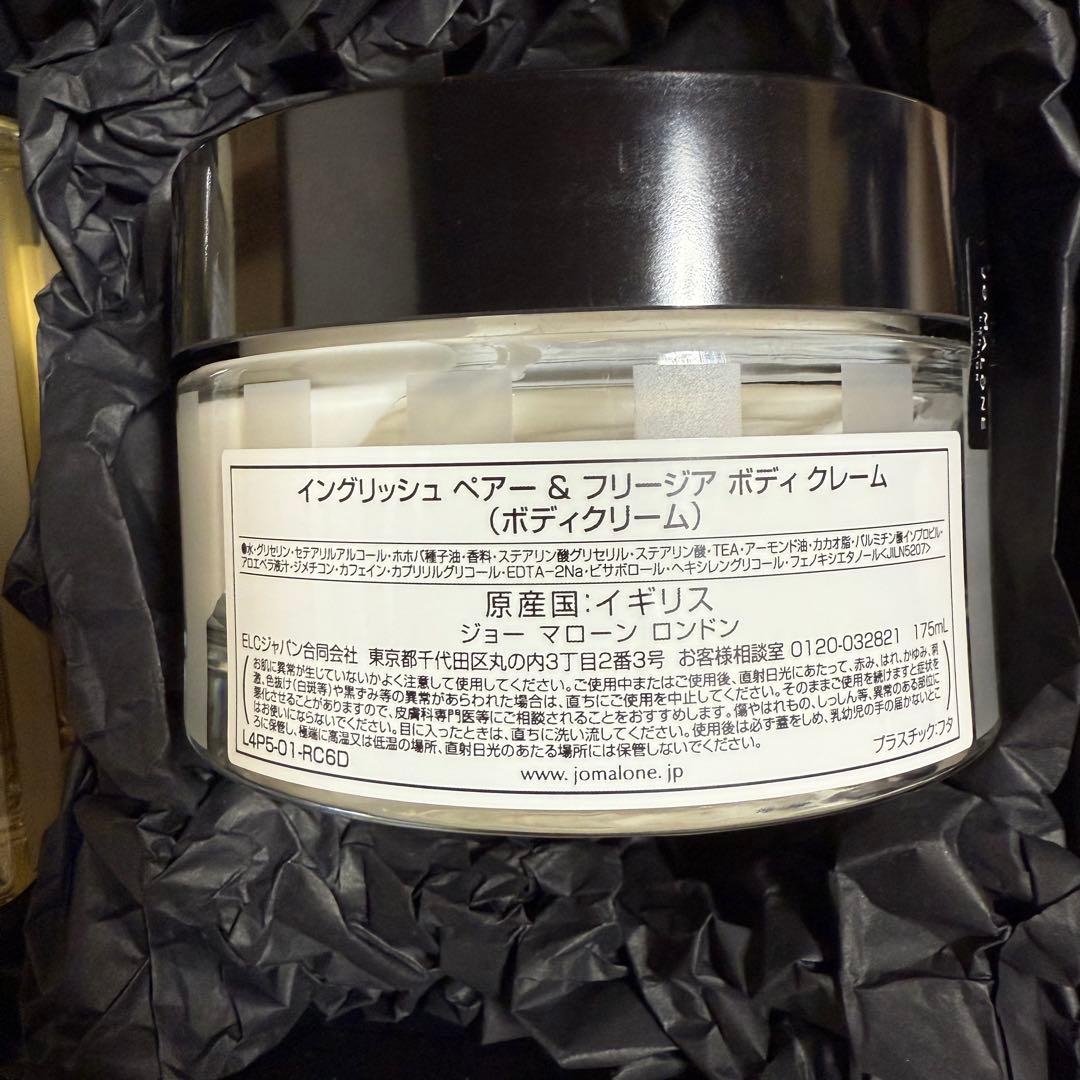 イングリッシュ ペアー & フリージア ボディ クレーム
(ボディクリーム)
●水・グリセリン・セテアリルアルコール・ホホバ種子油・香料・ステアリン酸グリセリル・ステアリン酸・TEA・アーモンド油・カカオ脂・パルミチン酸イソプロピル・
アロエベラ液汁・ジメチコン・カフェイン・カプリリルグリコール・EDTA-2Na・ビサボロール・ヘキシレングリコール・フェノキシエタノール<JILN5207>
原産国:イギリス
ジョー マローン ロンドン
ELCジャパン合同会社 東京都千代田区丸の内3丁目2番3号 お客様相談室 0120-032821 175mL
お肌に異常が生じていないかよく注意して使用してください。ご使用中またはご使用後、直射日光にあたって、赤み、はれ、かゆみ、刺
激、色抜け(白斑等)や黒ずみ等の異常があらわれた場合は、直ちにご使用を中止してください。そのままご使用を続けますと症状を
悪化させることがありますので、皮膚科専門医等にご相談されることをおすすめします。傷やはれもの、しっしん等、異常のある部位に
はお使いにならないでください。目に入ったときは、直ちに洗い流してください。使用後は必ず蓋をしめ、乳幼児の手の届かないとこ
ろに保管し、極端に高温又は低温の場所、直射日光のあたる場所には保管しないでください。
L4P5-01-RC6D
プラスチック:フタ
www. jomalone. jp
JO MALONE
LONDON